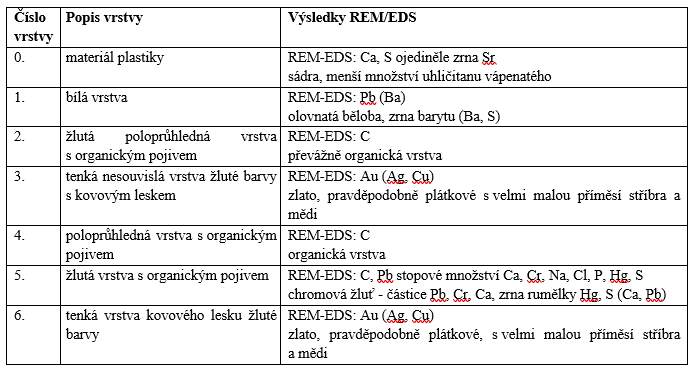 Číslo vrstvy Popis vrstvy Výsledky REM/EDS
0. materiál plastiky REM-EDS: Ca, S ojediněle zrna Sr
sádra, menší množství uhličitanu vápenatého
1. bílá vrstva REM-EDS: Pb (Ba)
olovnatá běloba, zrna barytu (Ba, S)
2. žlutá poloprůhledná vrstva REM-EDS: C
s organickým pojivem převážně organická vrstva
3. tenká nesouvislá vrstva žluté barvy REM-EDS: Au (Ag, Cu)
s kovovým leskem zlato, pravděpodobně plátkové s velmi malou příměsí stříbra a
mědi
4. poloprůhledná vrstva s organickým REM-EDS: C
pojivem organická vrstva
5. žlutá vrstva s organickým pojivem REM-EDS: C, Pb stopové množství Ca, Cr, Na, Cl, P, Hg, S
chromová žluť - částice Pb, Cr, Ca, zrna rumělky Hg, S (Ca, Pb)
6. tenká vrstva kovového lesku žluté REM-EDS: Au (Ag, Cu)
barvy zlato, pravděpodobně plátkové, s velmi malou příměsí stříbra
a mědi